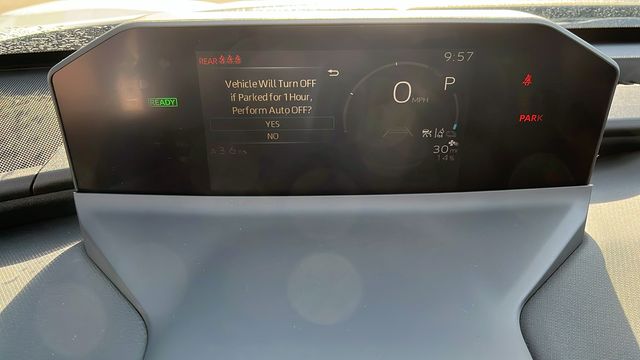 REAR
9:57
Vehicle Will Turn OFF
if Parked for 1 Hour,
Perform Auto OFF?
YES
NO
READY
0 MPH
P
PARK
30 mi
14%